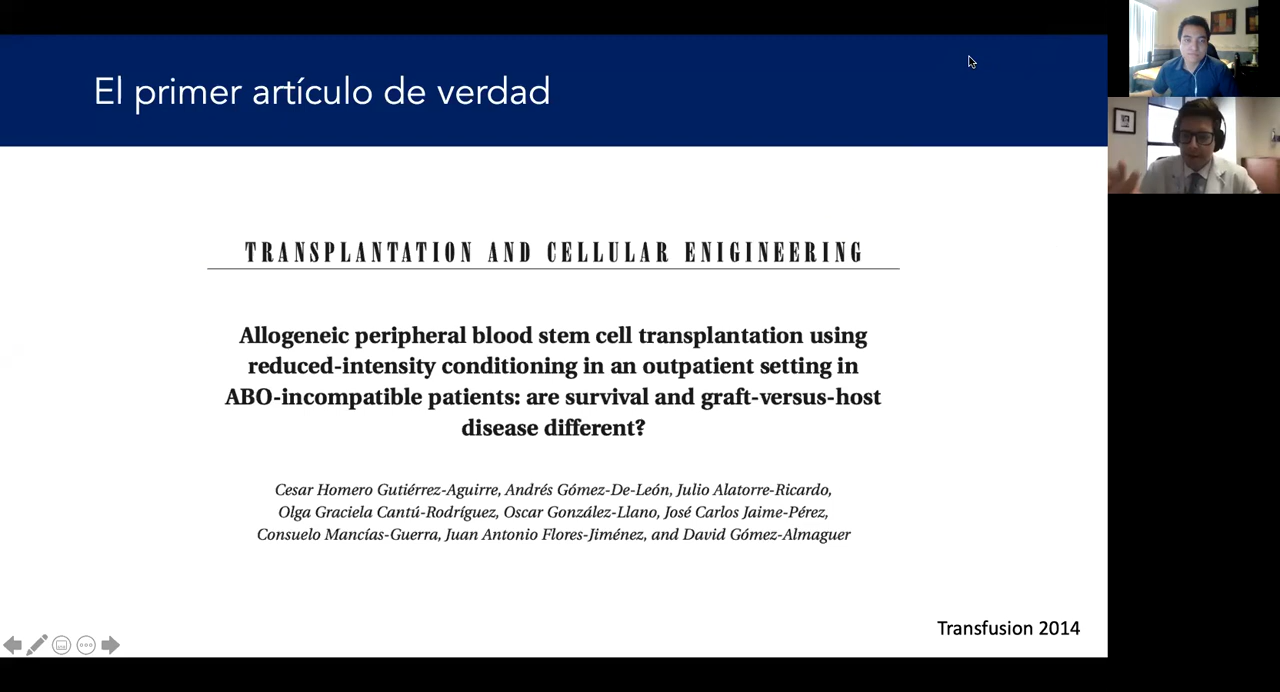 El primer artículo de verdad
TRANSPLANTATION AND CELLULAR ENIGINEERING
Allogeneic peripheral blood stem cell transplantation using
reduced-intensity conditioning in an outpatient setting in
ABO-incompatible patients: are survival and graft-versus-host
disease different?
Cesar Homero Gutiérrez-Aguirre, Andrés Gómez-De-León, Julio Alatorre-Ricardo,
Olga Graciela Cantú-Rodríguez, Oscar González-Llano, José Carlos Jaime-Pérez,
Consuelo Mancías-Guerra, Juan Antonio Flores-Jiménez, and David Gómez-Almaguer
Transfusion 2014